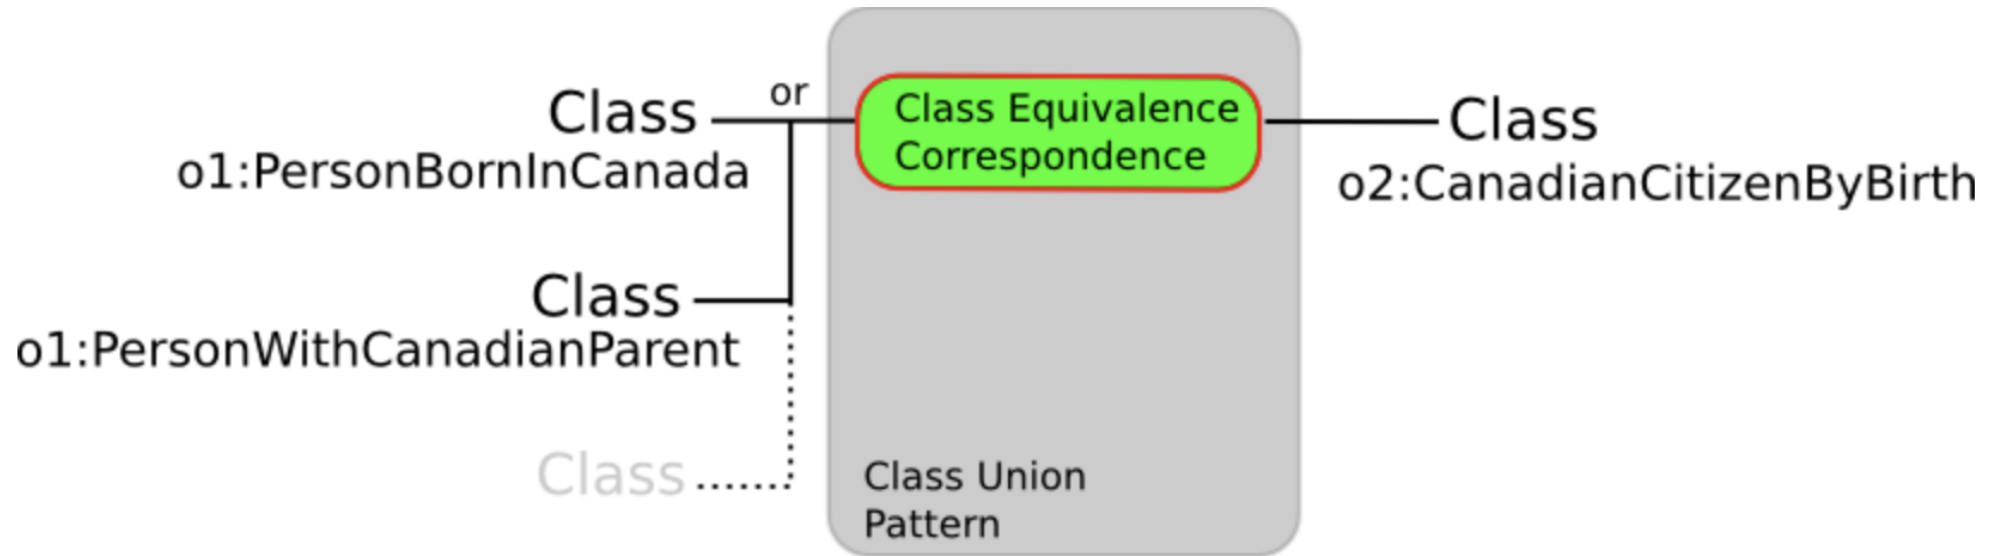 or
Class
o1:PersonBornInCanada
Class
o1:PersonWithCanadianParent
Class
Class Equivalence
Correspondence
Class Union
Pattern
Class
o2:CanadianCitizenByBirth